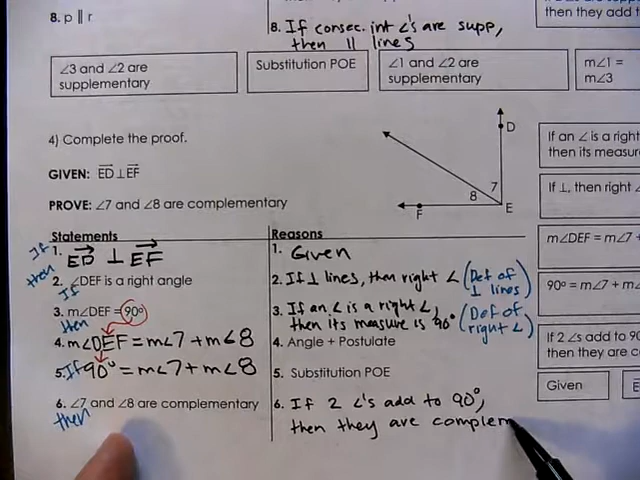 8. p ∥ r
8. If consec. int ∠'s are supp,
then || lines
then they add t
∠3 and ∠2 are
supplementary
Substitution POE
∠1 and ∠2 are
supplementary
m∠1 =
m∠3
4) Complete the proof.
GIVEN: ED ⊥ EF
PROVE: ∠7 and ∠8 are complementary
D
7
8
F
E
If an ∠ is a right
then its measur
If ⊥, then right ∠
m∠DEF = m∠7 +
90° = m∠7 + m∠
If 2 ∠s add to 90
then they are co
Given
Statements
Reasons
If
1. ED ⊥ EF
1. Given
then
2. ∠DEF is a right angle
2. If ⊥ lines, then right ∠ (Def of
⊥ lines)
If
3. m∠DEF = 90°
3. If an ∠ is a right ∠,
then its measure is 90° (Def of
right ∠)
then
4. m∠DEF = m∠7 + m∠8
4. Angle + Postulate
5. If 90° = m∠7 + m∠8
5. Substitution POE
6. ∠7 and ∠8 are complementary
then
6. If 2 ∠'s add to 90°,
then they are complem